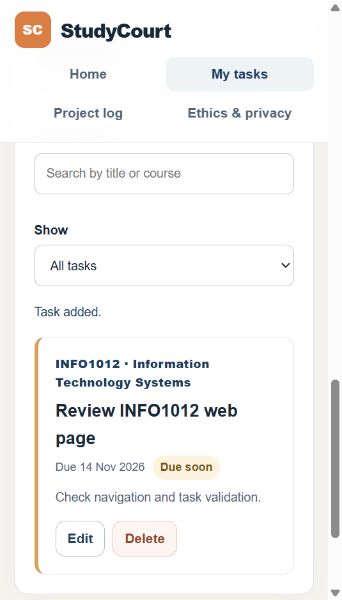 SC StudyCourt
Home My tasks
Project log Ethics & privacy
Search by title or course
Show
All tasks
Task added.
INFO1012 • Information
Technology Systems
Review INFO1012 web
page
Due 14 Nov 2026 Due soon
Check navigation and task validation.
Edit Delete